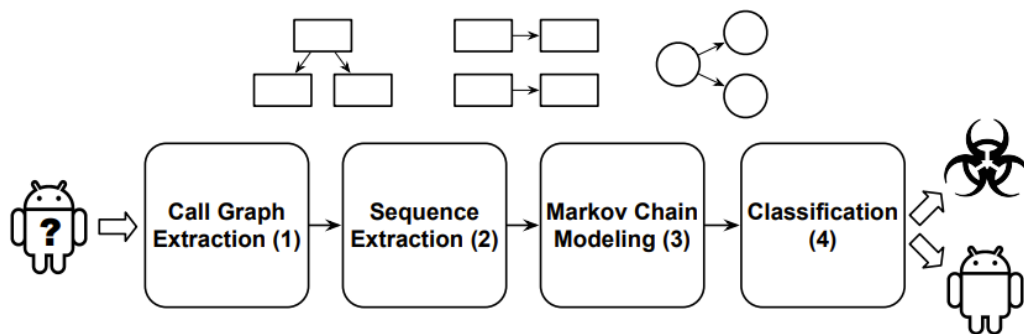 ?
Call Graph
Extraction (1)
Sequence
Extraction (2)
Markov Chain
Modeling (3)
Classification
(4)